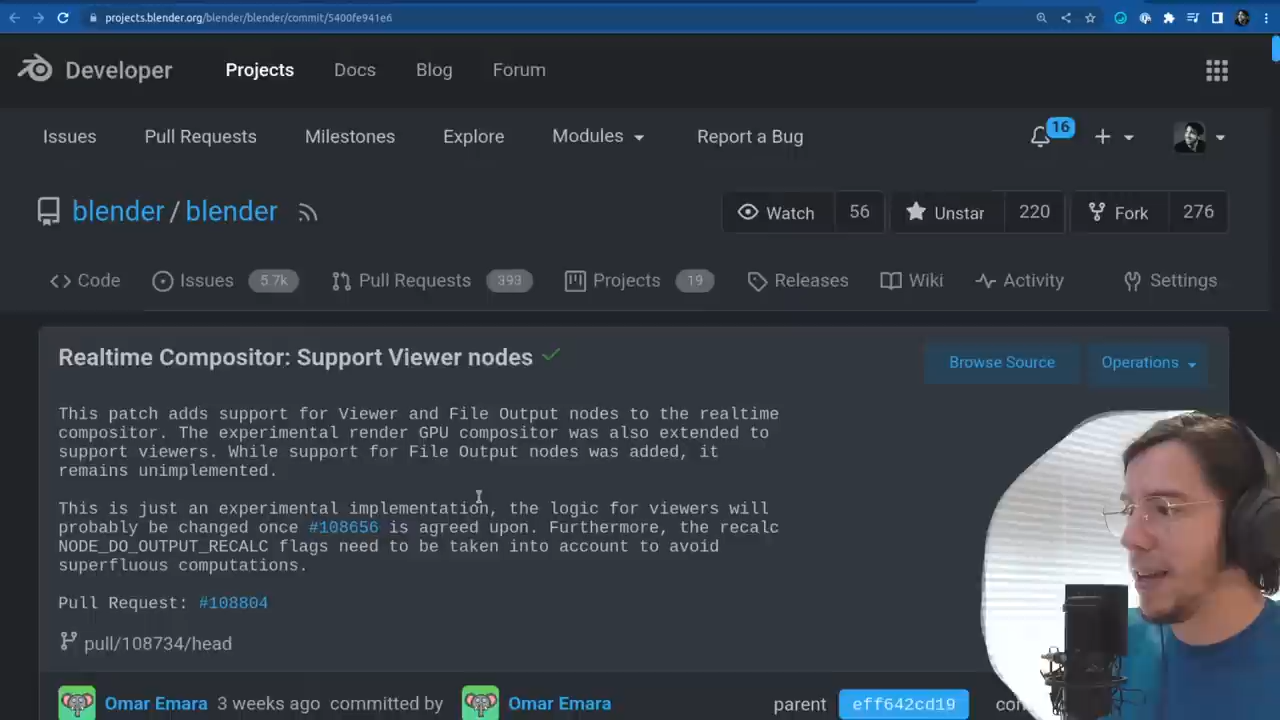 projects.blender.org/blender/blender/commit/5400fe941e6
Developer Projects Docs Blog Forum
Issues Pull Requests Milestones Explore Modules Report a Bug 16
blender/blender Watch 56 Unstar 220 Fork 276
Code Issues 5.7k Pull Requests 393 Projects 19 Releases Wiki Activity Settings
Realtime Compositor: Support Viewer nodes Browse Source Operations
This patch adds support for Viewer and File Output nodes to the realtime
compositor. The experimental render GPU compositor was also extended to
support viewers. While support for File Output nodes was added, it
remains unimplemented.
This is just an experimental implementation, the logic for viewers will
probably be changed once #108656 is agreed upon. Furthermore, the recalc
NODE_DO_OUTPUT_RECALC flags need to be taken into account to avoid
superfluous computations.
Pull Request: #108804
pull/108734/head
Omar Emara 3 weeks ago committed by Omar Emara parent eff642cd19